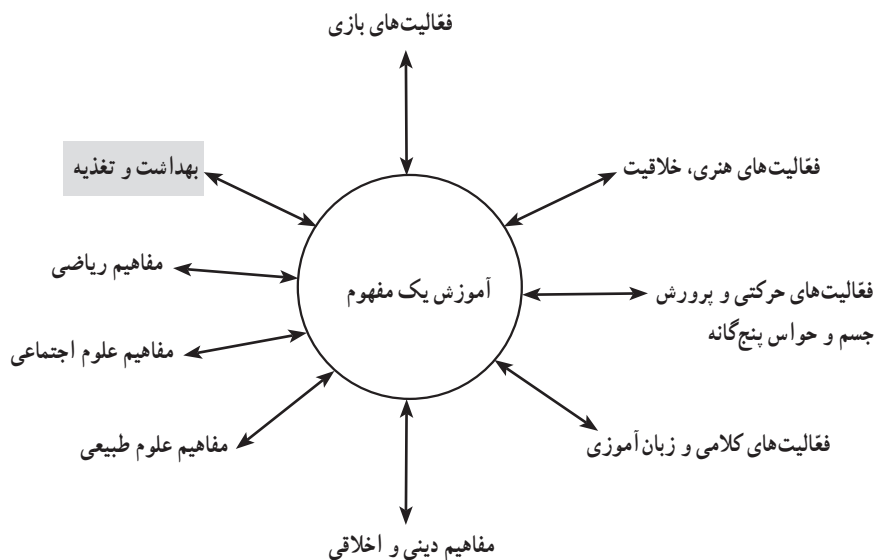 فعّالیت‌های بازی
فعّالیت‌های هنری، خلاقیت
بهداشت و تغذیه
مفاهیم ریاضی
آموزش یک مفهوم
فعّالیت‌های حرکتی و پرورش
جسم و حواس پنج‌گانه
مفاهیم علوم اجتماعی
فعّالیت‌های کلامی و زبان‌آموزی
مفاهیم علوم طبیعی
مفاهیم دینی و اخلاقی